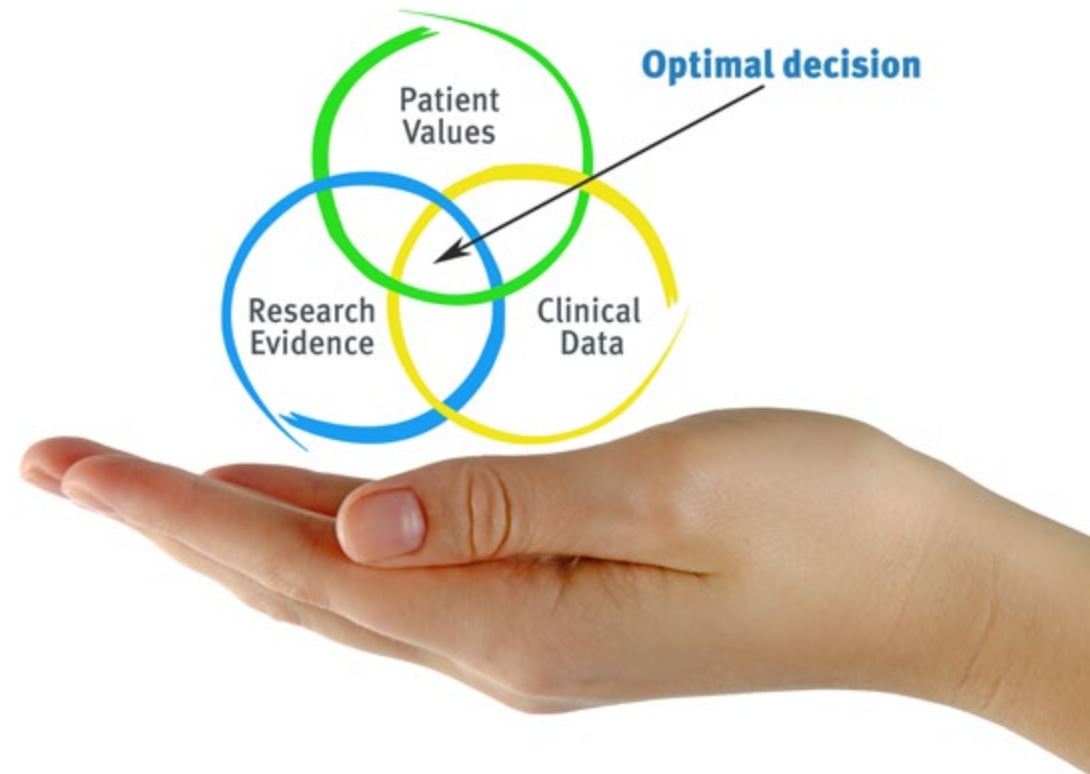 Optimal decision
Patient
Values
Research
Evidence
Clinical
Data